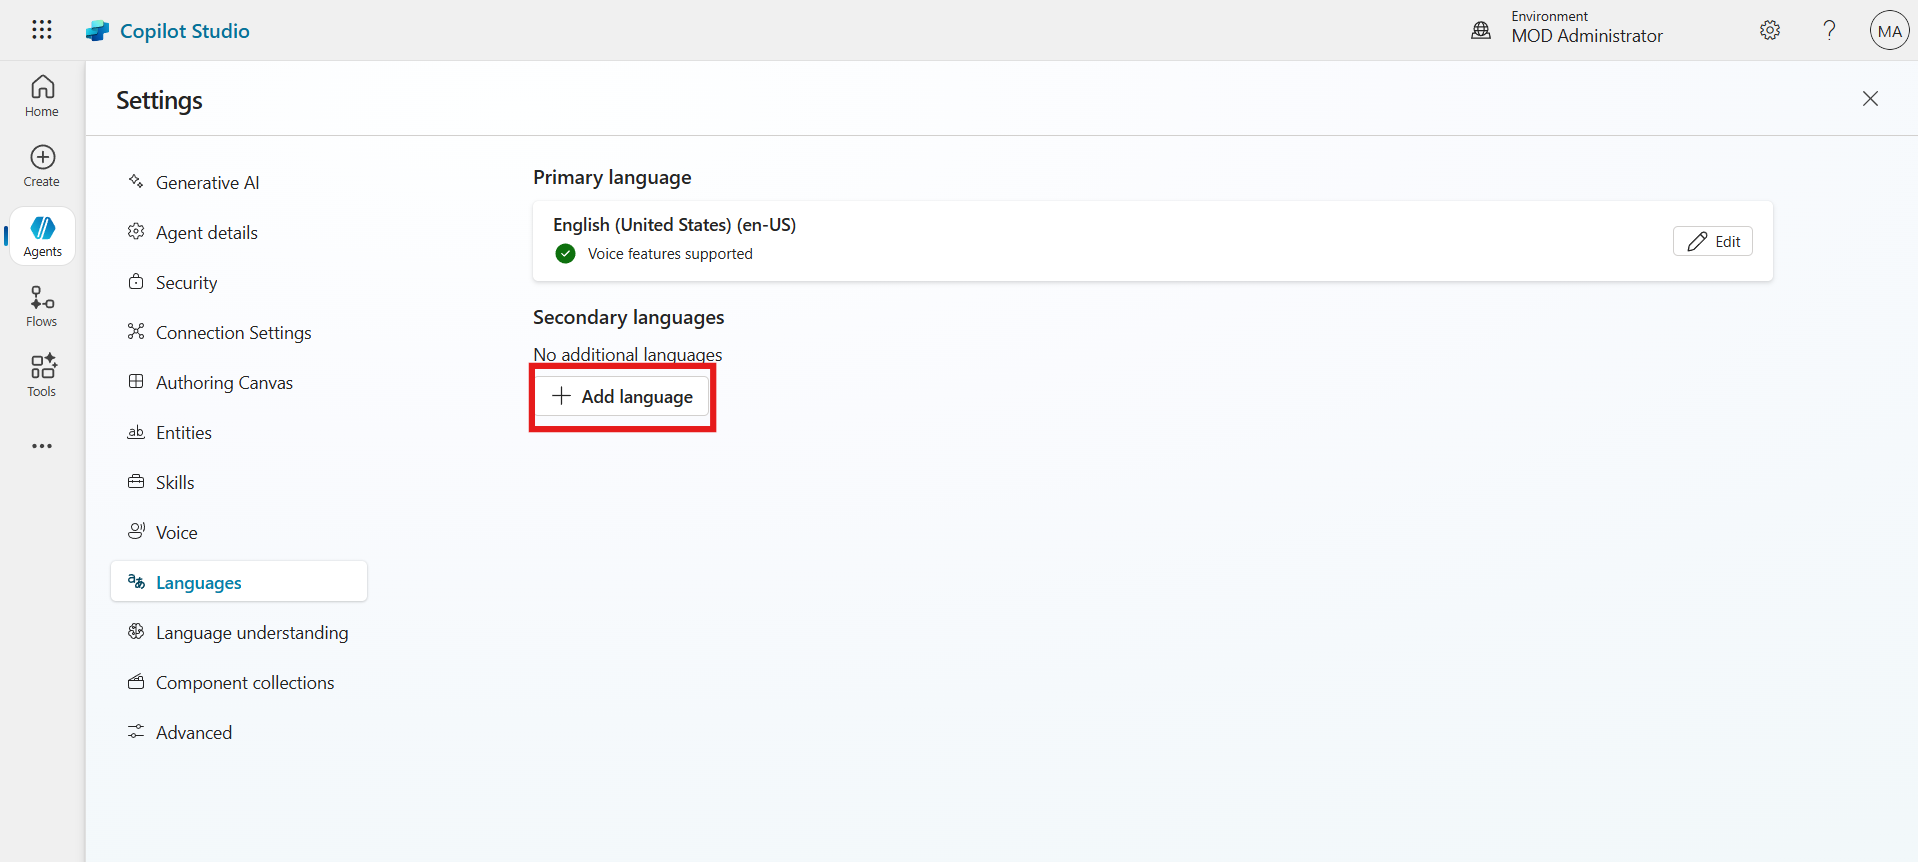 Copilot Studio
Environment
MOD Administrator
?
MA
Home
Create
Agents
Flows
Tools
Settings
Generative AI
Agent details
Security
Connection Settings
Authoring Canvas
Entities
Skills
Voice
Languages
Language understanding
Component collections
Advanced
Primary language
English (United States) (en-US)
Voice features supported
Edit
Secondary languages
No additional languages
Add language